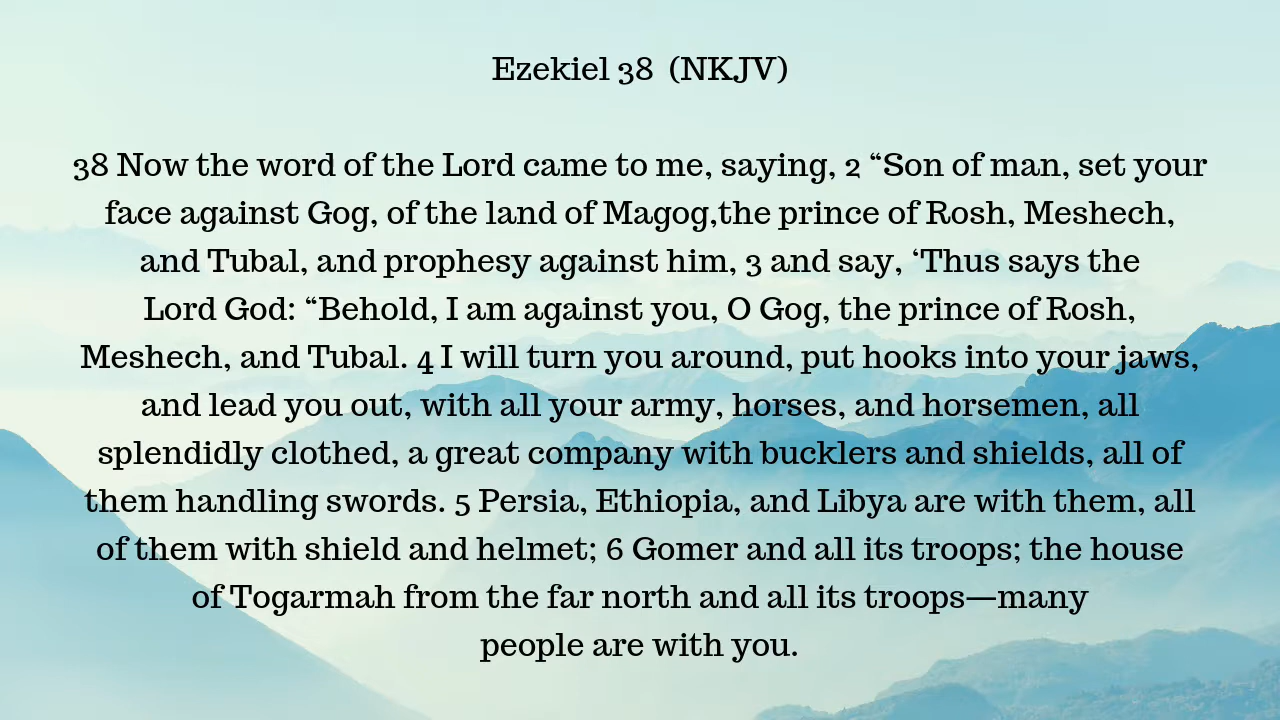 Ezekiel 38  (NKJV)
38 Now the word of the Lord came to me, saying, 2 “Son of man, set your
face against Gog, of the land of Magog,the prince of Rosh, Meshech,
and Tubal, and prophesy against him, 3 and say, ‘Thus says the
Lord God: “Behold, I am against you, O Gog, the prince of Rosh,
Meshech, and Tubal. 4 I will turn you around, put hooks into your jaws,
and lead you out, with all your army, horses, and horsemen, all
splendidly clothed, a great company with bucklers and shields, all of
them handling swords. 5 Persia, Ethiopia, and Libya are with them, all
of them with shield and helmet; 6 Gomer and all its troops; the house
of Togarmah from the far north and all its troops—many
people are with you.